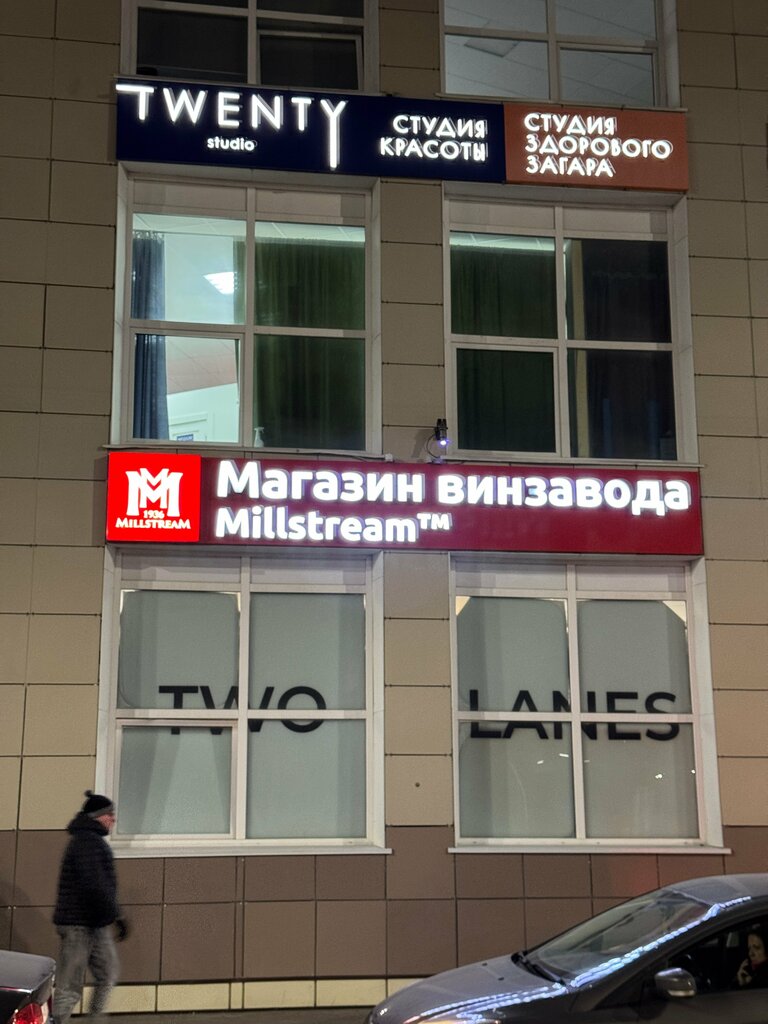 TWENTY
studio
СТУДИЯ
КРАСОТЫ
СТУДИЯ
ЗДОРОВОГО
ЗАГАРА
1936
MILLSTREAM
Магазин винзавода
Millstream™
TWO LANES